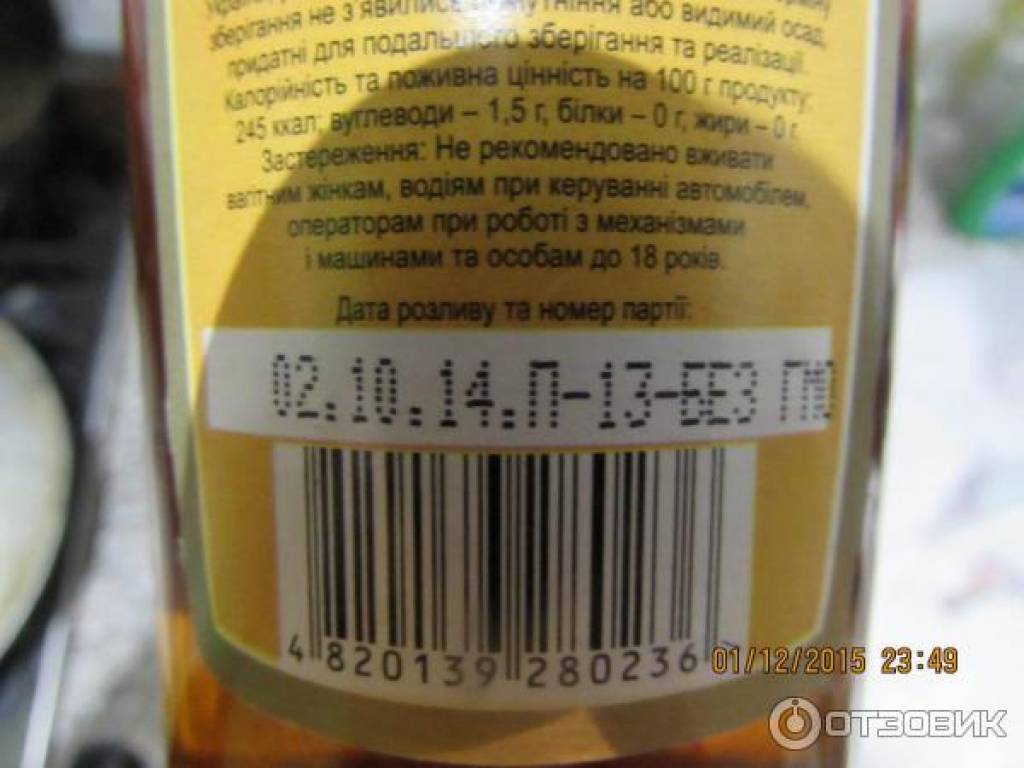 зберігання не з'явились помутніння або видимий осад,
придатні для подальшого зберігання та реалізації.
Калорійність та поживна цінність на 100 г продукту:
245 ккал; вуглеводи – 1,5 г, білки – 0 г, жири – 0 г.
Застереження: Не рекомендовано вживати
вагітним жінкам, водіям при керуванні автомобілем,
операторам при роботі з механізмами
і машинами та особам до 18 років.
Дата розливу та номер партії:
02.10.14.П-13-БЕЗ
4 820139 280236
01/12/2015 23:49
ОТЗОВИК